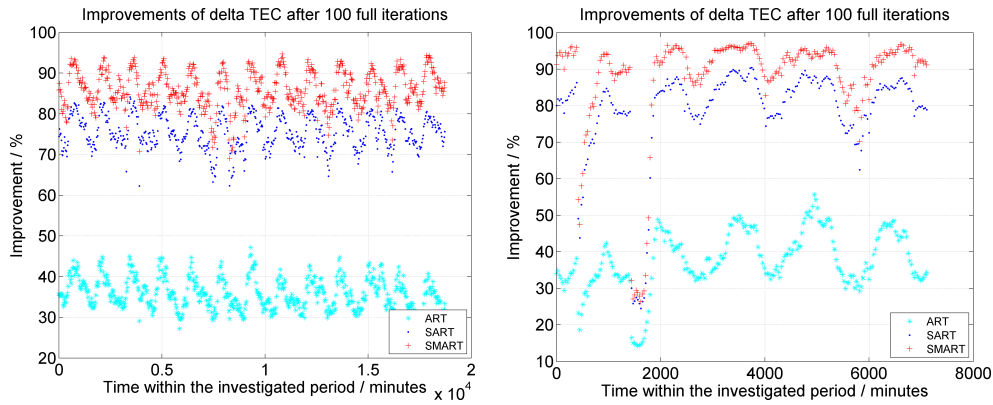 Improvements of delta TEC after 100 full iterations
100
90
80
70
60
50
40
30
20
Improvement / %
0
0.5
1
1.5
2
x 10^4
Time within the investigated period / minutes
ART
SART
SMART
Improvements of delta TEC after 100 full iterations
100
90
80
70
60
50
40
30
20
10
Improvement / %
0
2000
4000
6000
8000
Time within the investigated period / minutes
ART
SART
SMART